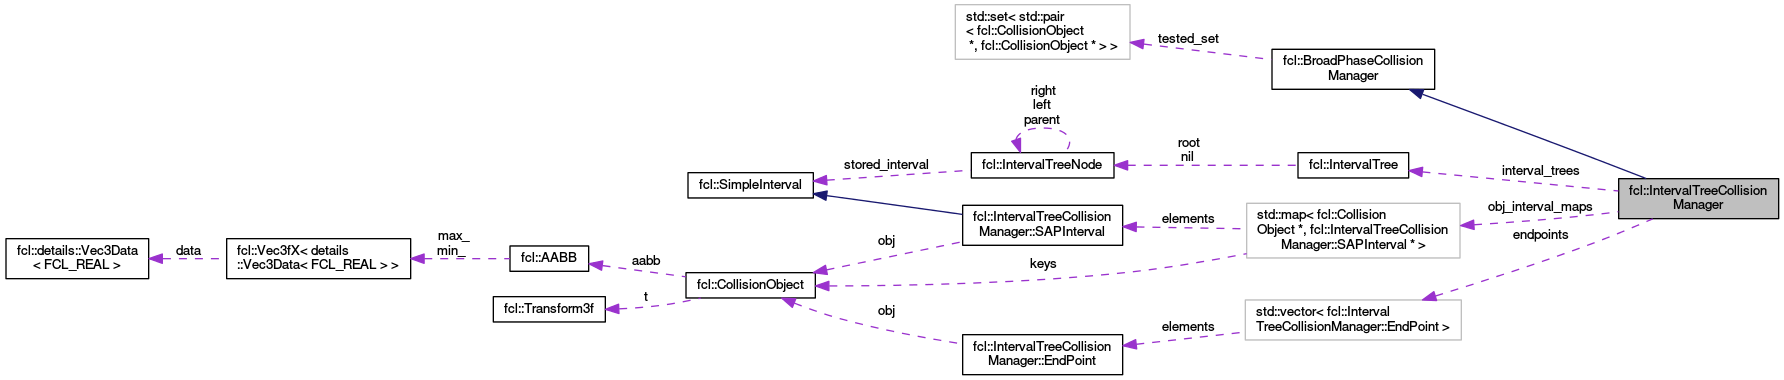 std::set< std::pair
< fcl::CollisionObject
*, fcl::CollisionObject * > >
tested_set
fcl::BroadPhaseCollision
Manager
right
left
parent
fcl::IntervalTreeNode
root
nil
fcl::IntervalTree
interval_trees
fcl::IntervalTreeCollision
Manager
stored_interval
fcl::SimpleInterval
fcl::IntervalTreeCollision
Manager::SAPInterval
elements
std::map< fcl::Collision
Object *, fcl::IntervalTreeCollision
Manager::SAPInterval * >
obj_interval_maps
endpoints
fcl::details::Vec3Data
< FCL_REAL >
data
fcl::Vec3fX< details
::Vec3Data< FCL_REAL > >
max_
min_
fcl::AABB
aabb
obj
keys
fcl::CollisionObject
t
fcl::Transform3f
obj
fcl::IntervalTreeCollision
Manager::EndPoint
elements
std::vector< fcl::Interval
TreeCollisionManager::EndPoint >